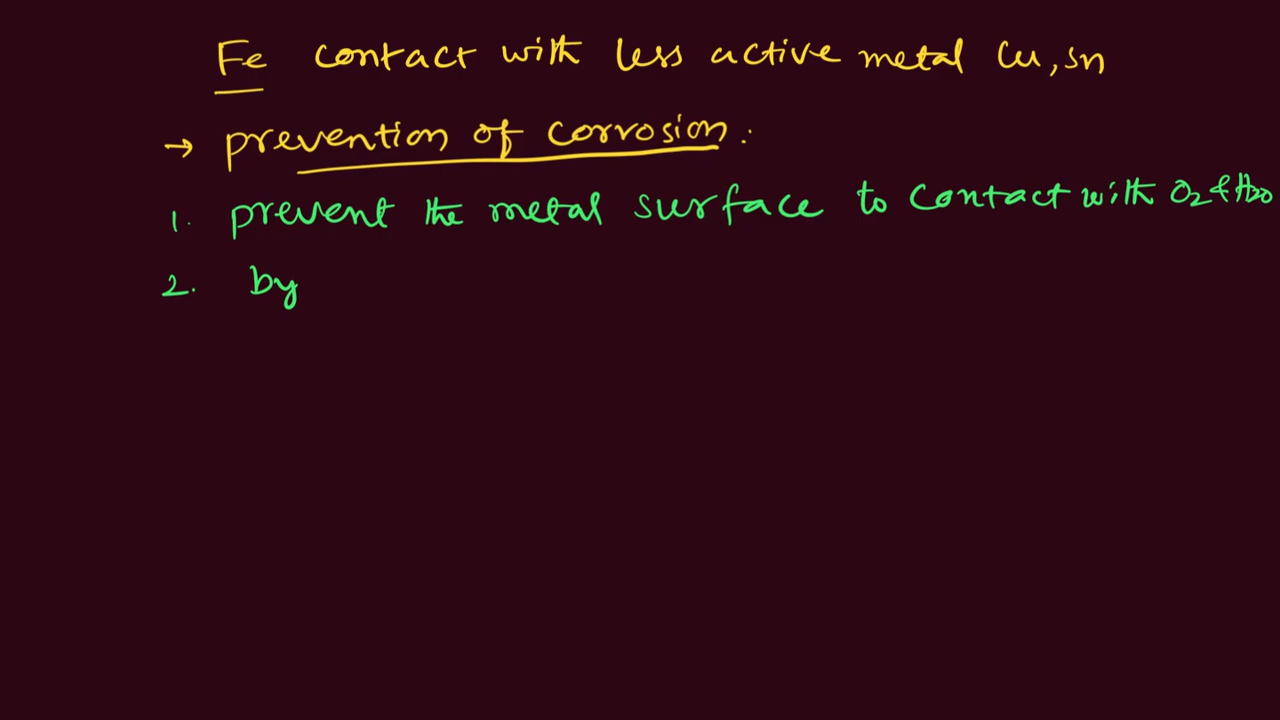 Fe contact with less active metal Cu, Sn
→ prevention of corrosion:
1. prevent the metal surface to contact with O2 & H2O
2. by